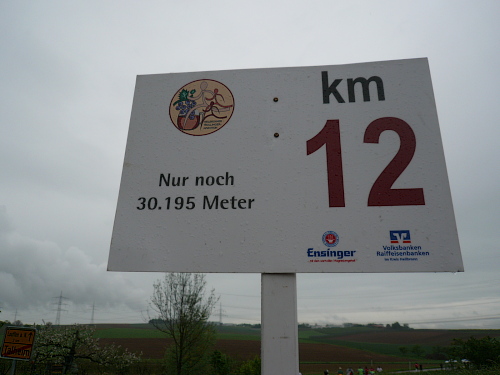 km
12
Nur noch
30.195 Meter
Ensinger
Volksbanken
Raiffeisenbanken